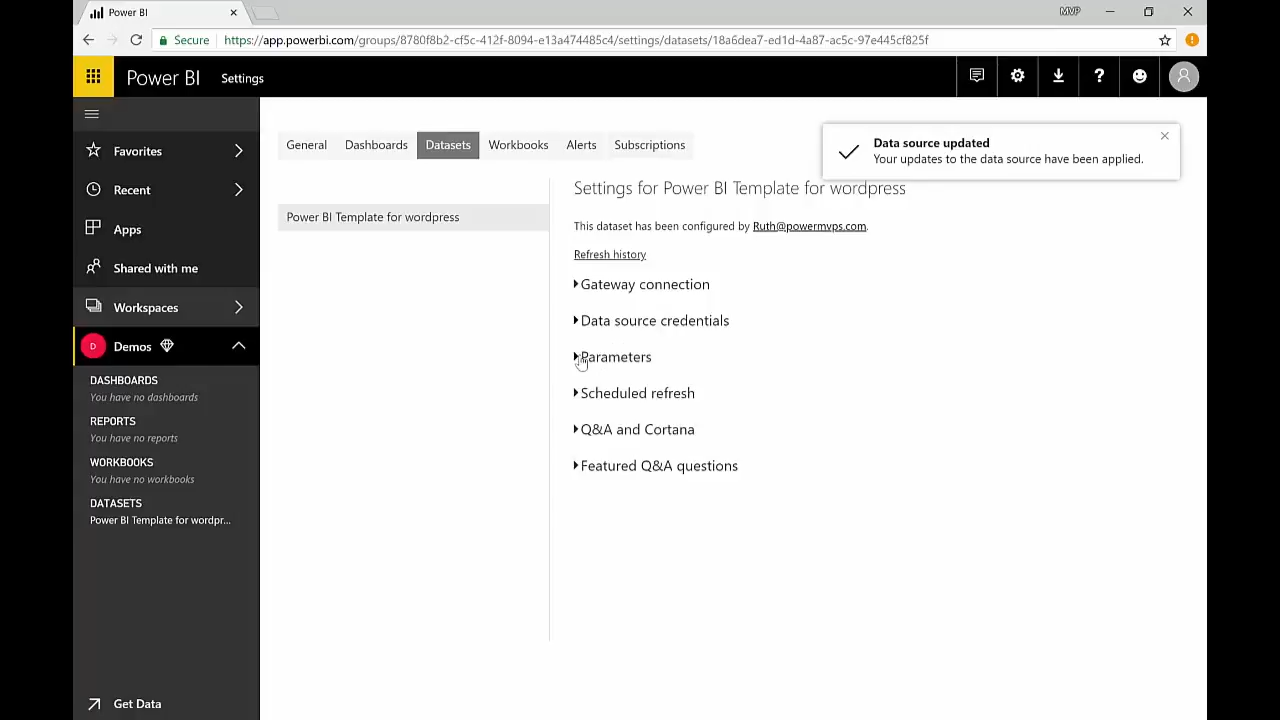 Power BI
MVP
Secure
https://app.powerbi.com/groups/8780f8b2-cf5c-412f-8094-e13a474485c4/settings/datasets/18a6dea7-ed1d-4a87-ac5c-97e445cf825f
Power BI
Settings
Favorites
Recent
Apps
Shared with me
Workspaces
D
Demos
DASHBOARDS
You have no dashboards
REPORTS
You have no reports
WORKBOOKS
You have no workbooks
DATASETS
Power BI Template for wordpr...
Get Data
General
Dashboards
Datasets
Workbooks
Alerts
Subscriptions
Data source updated
Your updates to the data source have been applied.
Power BI Template for wordpress
Settings for Power BI Template for wordpress
This dataset has been configured by Ruth@powermvps.com.
Refresh history
Gateway connection
Data source credentials
Parameters
Scheduled refresh
Q&A and Cortana
Featured Q&A questions